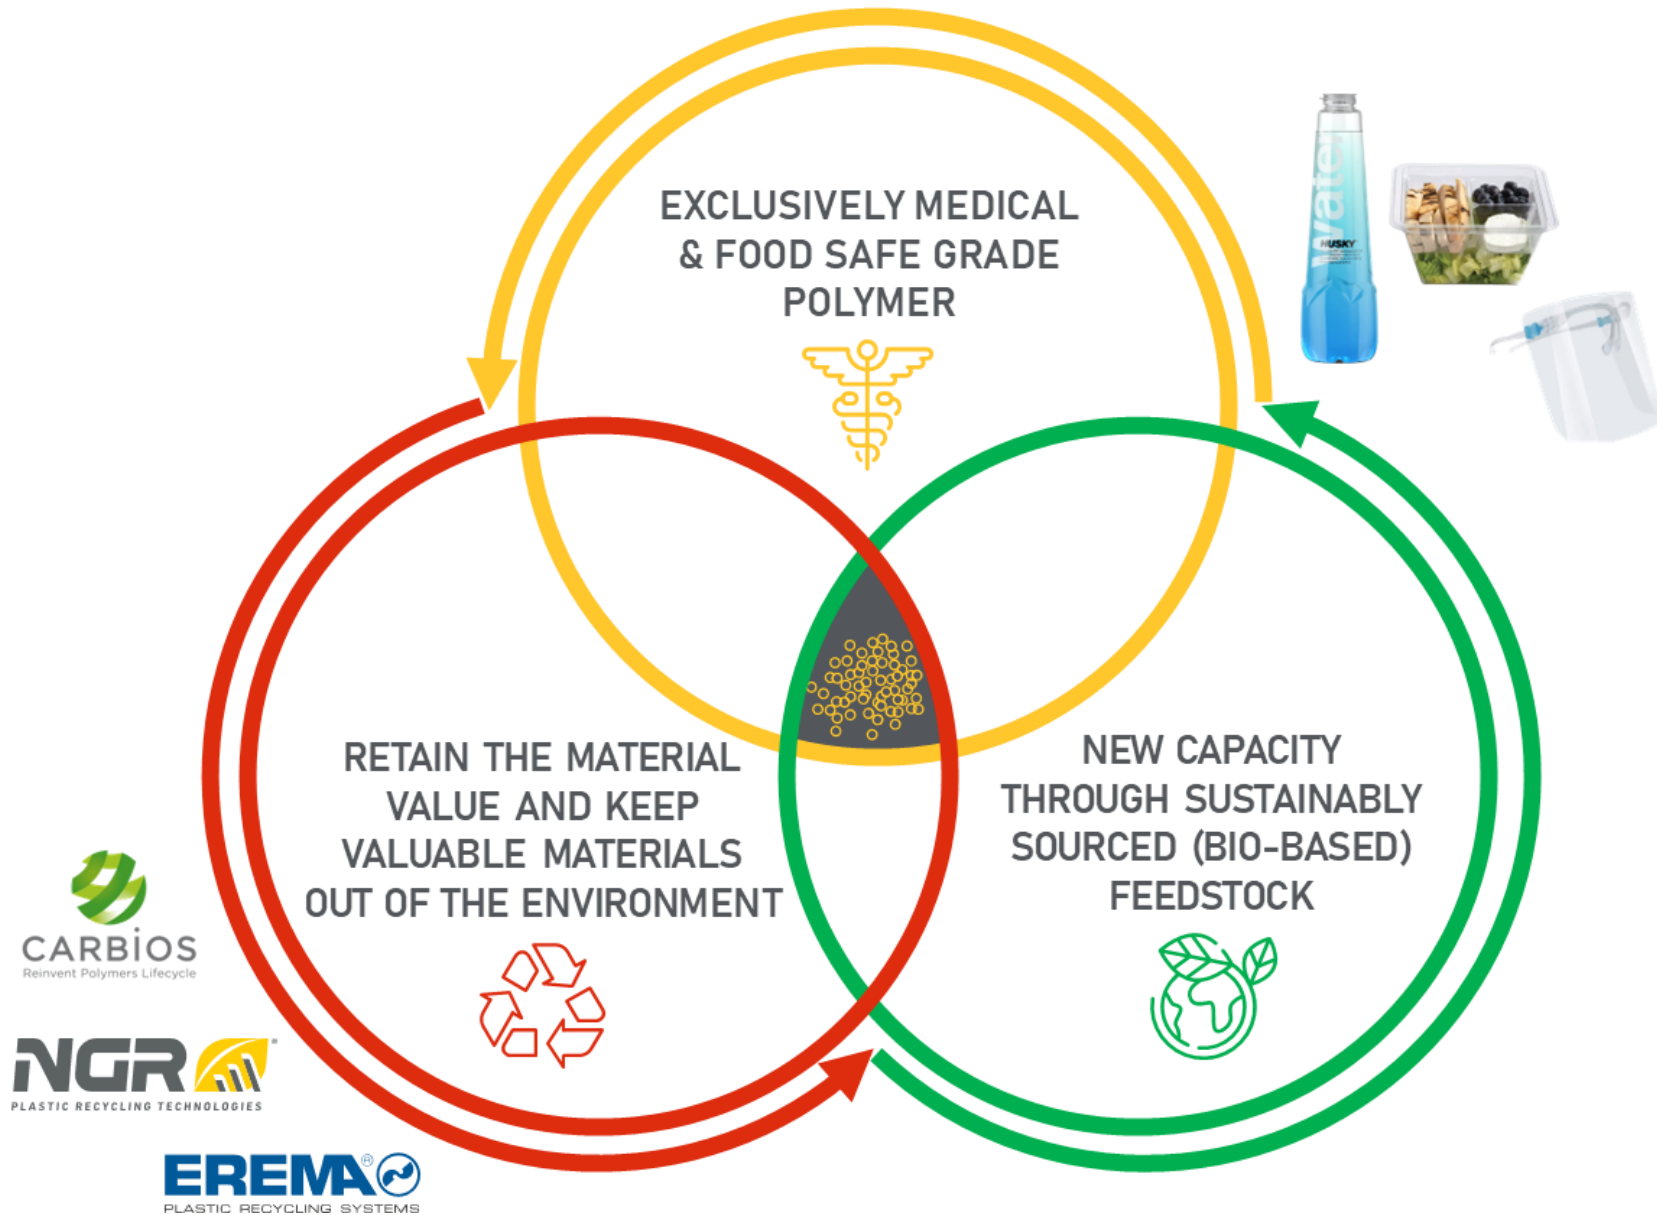 EXCLUSIVELY MEDICAL
& FOOD SAFE GRADE
POLYMER
water
HUSKY
RETAIN THE MATERIAL
VALUE AND KEEP
VALUABLE MATERIALS
OUT OF THE ENVIRONMENT
NEW CAPACITY
THROUGH SUSTAINABLY
SOURCED (BIO-BASED)
FEEDSTOCK
CARBIOS
Reinvent Polymers Lifecycle
NGR
PLASTIC RECYCLING TECHNOLOGIES
EREMA®
PLASTIC RECYCLING SYSTEMS